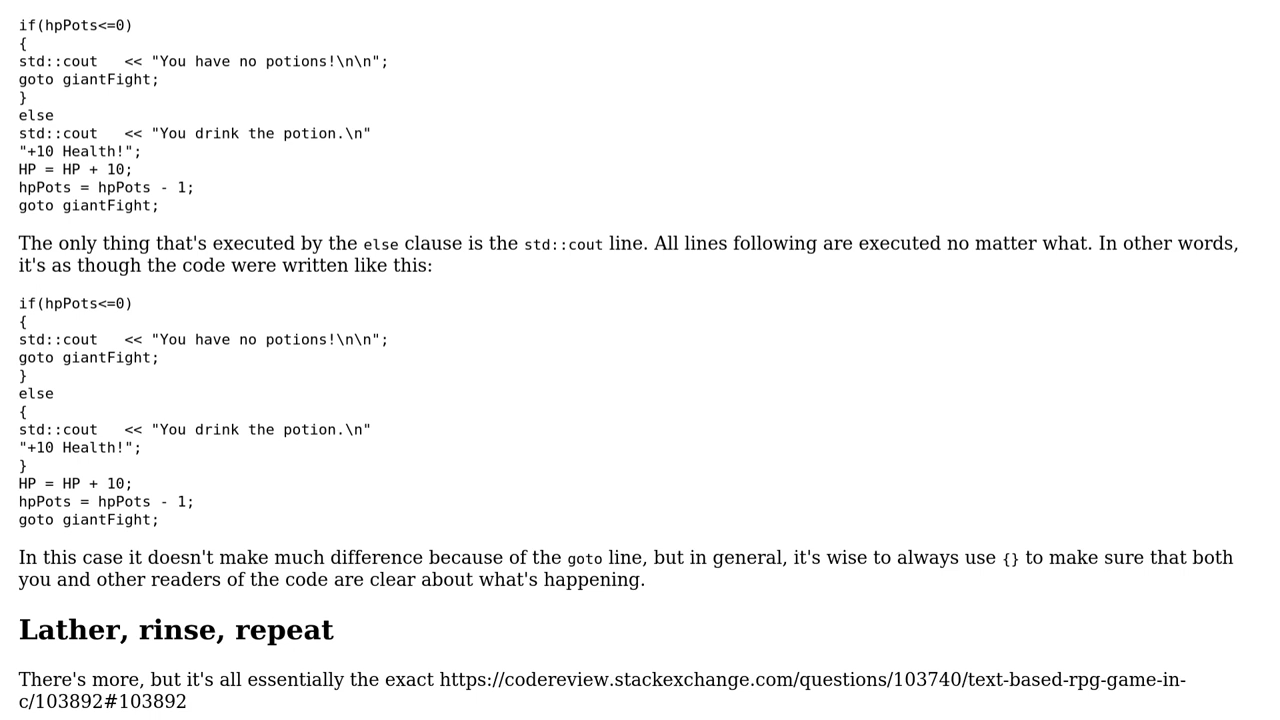 if(hpPots<=0)
{
std::cout   << "You have no potions!\n\n";
goto giantFight;
}
else
std::cout   << "You drink the potion.\n"
"+10 Health!";
HP = HP + 10;
hpPots = hpPots - 1;
goto giantFight;
The only thing that's executed by the else clause is the std::cout line. All lines following are executed no matter what. In other words,
it's as though the code were written like this:
if(hpPots<=0)
{
std::cout   << "You have no potions!\n\n";
goto giantFight;
}
else
{
std::cout   << "You drink the potion.\n"
"+10 Health!";
}
HP = HP + 10;
hpPots = hpPots - 1;
goto giantFight;
In this case it doesn't make much difference because of the goto line, but in general, it's wise to always use {} to make sure that both
you and other readers of the code are clear about what's happening.
Lather, rinse, repeat
There's more, but it's all essentially the exact https://codereview.stackexchange.com/questions/103740/text-based-rpg-game-in-
c/103892#103892